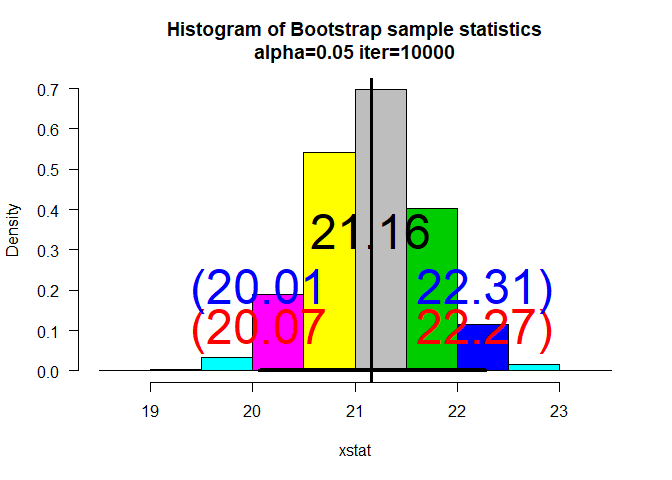 Histogram of Bootstrap sample statistics
alpha=0.05 iter=10000
Density
0.7
0.6
0.5
0.4
0.3
0.2
0.1
0.0
21.16
(20.01 22.31)
(20.07 22.27)
19 20 21 22 23
xstat